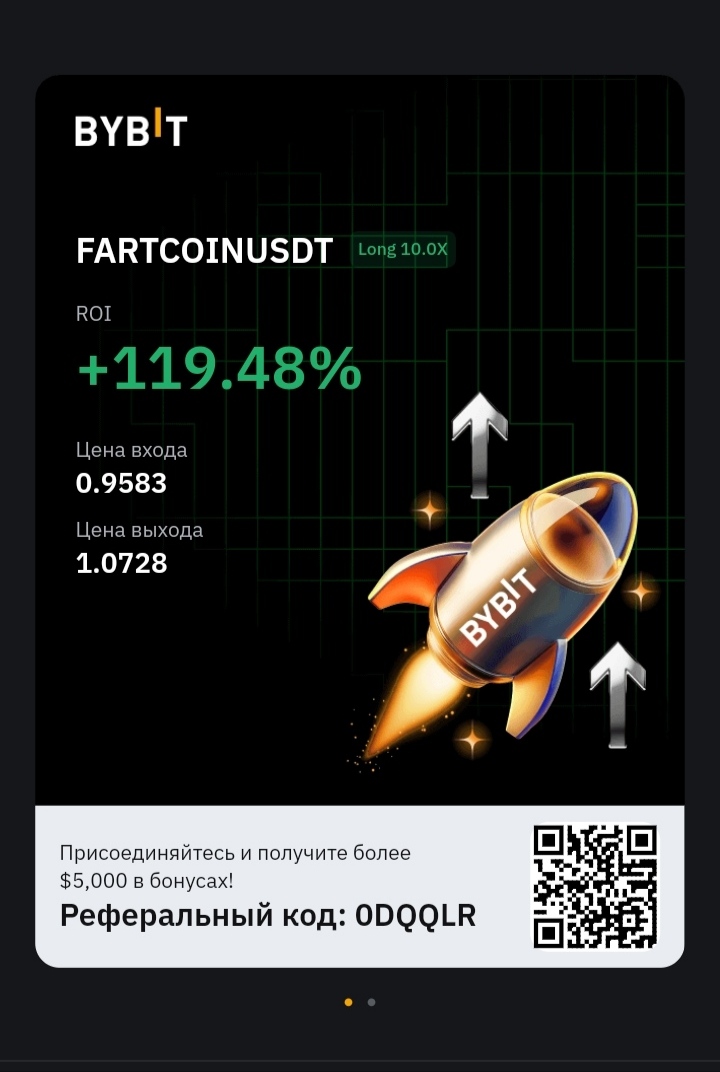 BYBIT
FARTCOINUSDT Long 10.0X
ROI
+119.48%
Цена входа
0.9583
Цена выхода
1.0728
BYBIT
Присоединяйтесь и получите более
$5,000 в бонусах!
Реферальный код: 0DQQLR